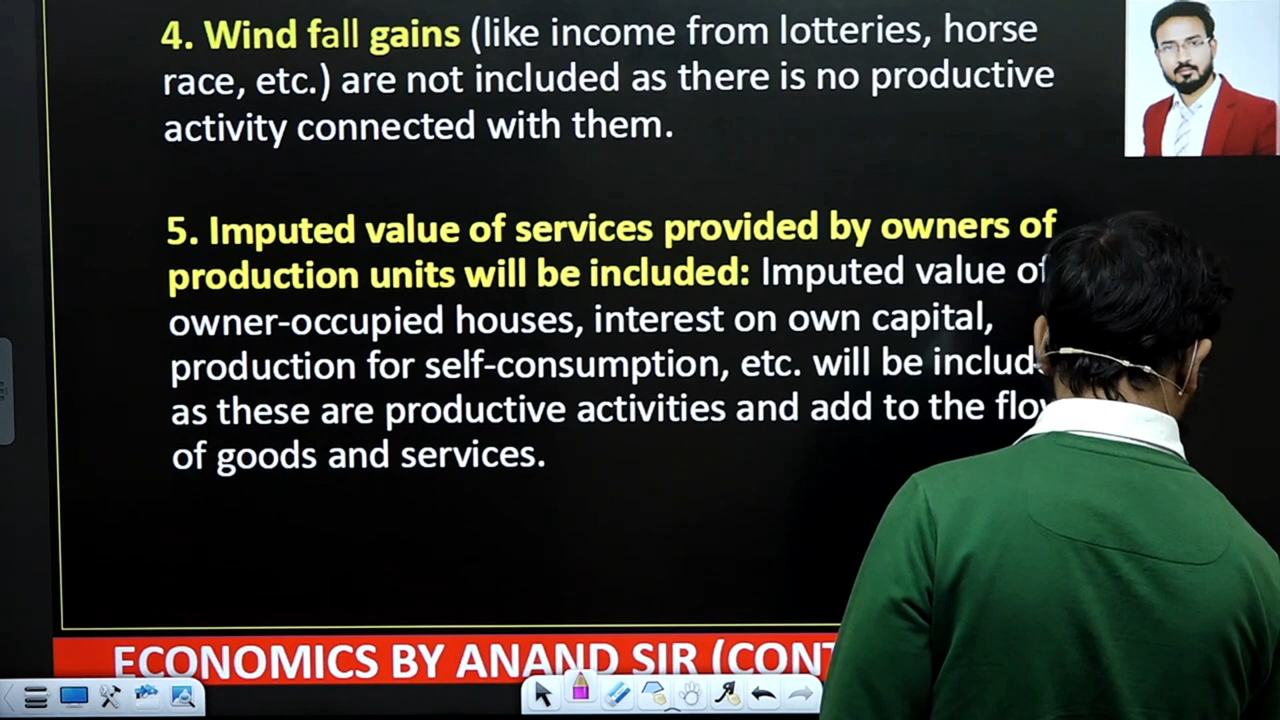 4. Wind fall gains (like income from lotteries, horse
race, etc.) are not included as there is no productive
activity connected with them.
5. Imputed value of services provided by owners of
production units will be included: Imputed value of
owner-occupied houses, interest on own capital,
production for self-consumption, etc. will be includ
as these are productive activities and add to the flo
of goods and services.
ECONOMICS BY ANAND SIR (CONT